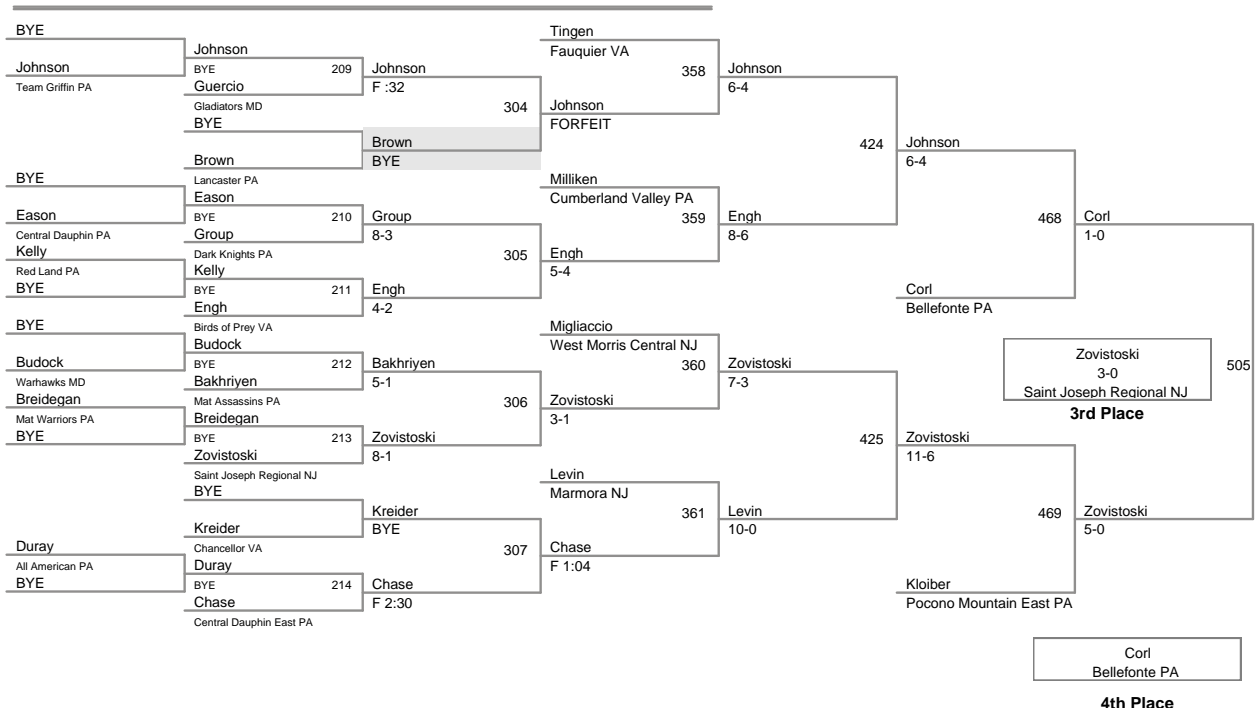 BYE
Johnson
Team Griffin PA
BYE
Eason
Central Dauphin PA
Kelly
Red Land PA
BYE
BYE
Budock
Warhawks MD
Breidegan
Mat Warriors PA
BYE
Duray
All American PA
BYE
Johnson
BYE 209
Guercio
Gladiators MD
BYE
Brown
Lancaster PA
Eason
BYE 210
Group
Dark Knights PA
Kelly
BYE 211
Engh
Birds of Prey VA
Budock
BYE 212
Bakhriyen
Mat Assassins PA
Breidegan
BYE 213
Zovistoski
Saint Joseph Regional NJ
BYE
Kreider
Chancellor VA
Duray
BYE 214
Chase
Central Dauphin East PA
Johnson
F :32
304
Brown
BYE
Group
8-3
305
Engh
4-2
Bakhriyen
5-1
306
Zovistoski
8-1
Kreider
BYE
307
Chase
F 2:30
Tingen
Fauquier VA
358
Johnson
FORFEIT
Milliken
Cumberland Valley PA
359
Engh
5-4
Migliaccio
West Morris Central NJ
360
Zovistoski
3-1
Levin
Marmora NJ
361
Chase
F 1:04
Johnson
6-4
424
Engh
8-6
Zovistoski
7-3
425
Levin
10-0
Johnson
6-4
468
Corl
Bellefonte PA
Zovistoski
11-6
469
Kloiber
Pocono Mountain East PA
Corl
1-0
505
Zovistoski
5-0
Zovistoski
3-0
Saint Joseph Regional NJ
3rd Place
Corl
Bellefonte PA
4th Place